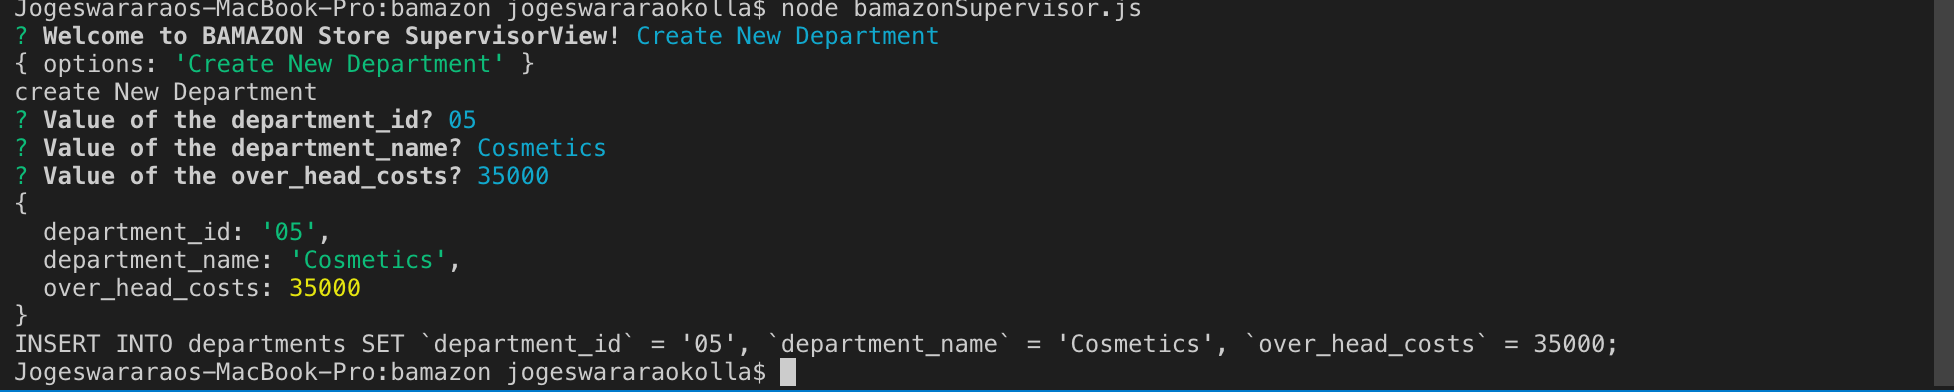 Jogeswararaos-MacBook-Pro:bamazon jogeswararaokolla$ node bamazonSupervisor.js
? Welcome to BAMAZON Store SupervisorView! Create New Department
{ options: 'Create New Department' }
create New Department
? Value of the department_id? 05
? Value of the department_name? Cosmetics
? Value of the over_head_costs? 35000
{
  department_id: '05',
  department_name: 'Cosmetics',
  over_head_costs: 35000
}
INSERT INTO departments SET `department_id` = '05', `department_name` = 'Cosmetics', `over_head_costs` = 35000;
Jogeswararaos-MacBook-Pro:bamazon jogeswararaokolla$